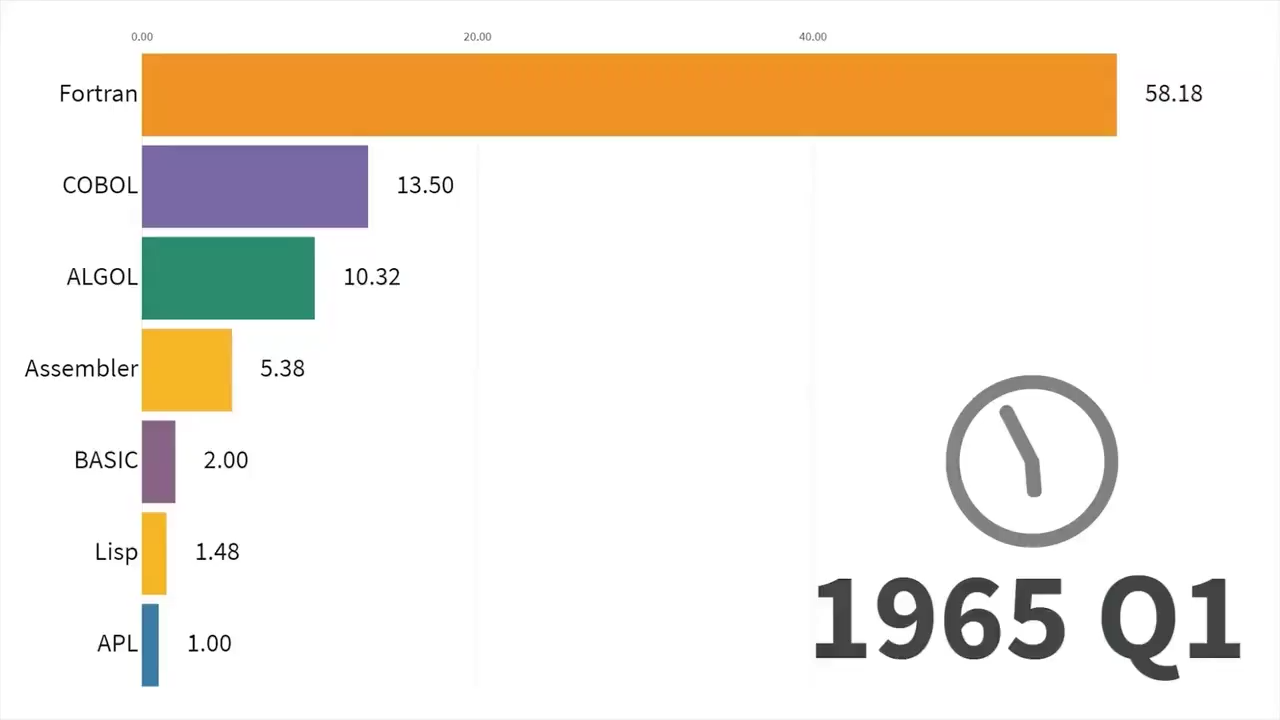 0.00 20.00 40.00
Fortran 58.18
COBOL 13.50
ALGOL 10.32
Assembler 5.38
BASIC 2.00
Lisp 1.48
APL 1.00
1965 Q1